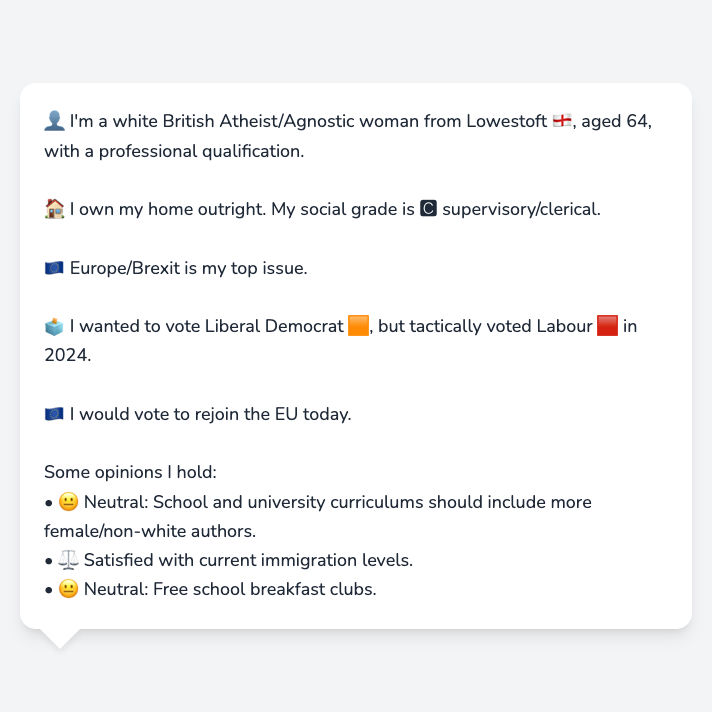 👤 I'm a white British Atheist/Agnostic woman from Lowestoft 🏴󠁧󠁢󠁥󠁮󠁧󠁿, aged 64,
with a professional qualification.
🏠 I own my home outright. My social grade is 🅲 supervisory/clerical.
🇪🇺 Europe/Brexit is my top issue.
🗳️ I wanted to vote Liberal Democrat 🟧, but tactically voted Labour 🟥 in
2024.
🇪🇺 I would vote to rejoin the EU today.
Some opinions I hold:
• 😐 Neutral: School and university curriculums should include more
female/non-white authors.
• ⚖️ Satisfied with current immigration levels.
• 😐 Neutral: Free school breakfast clubs.